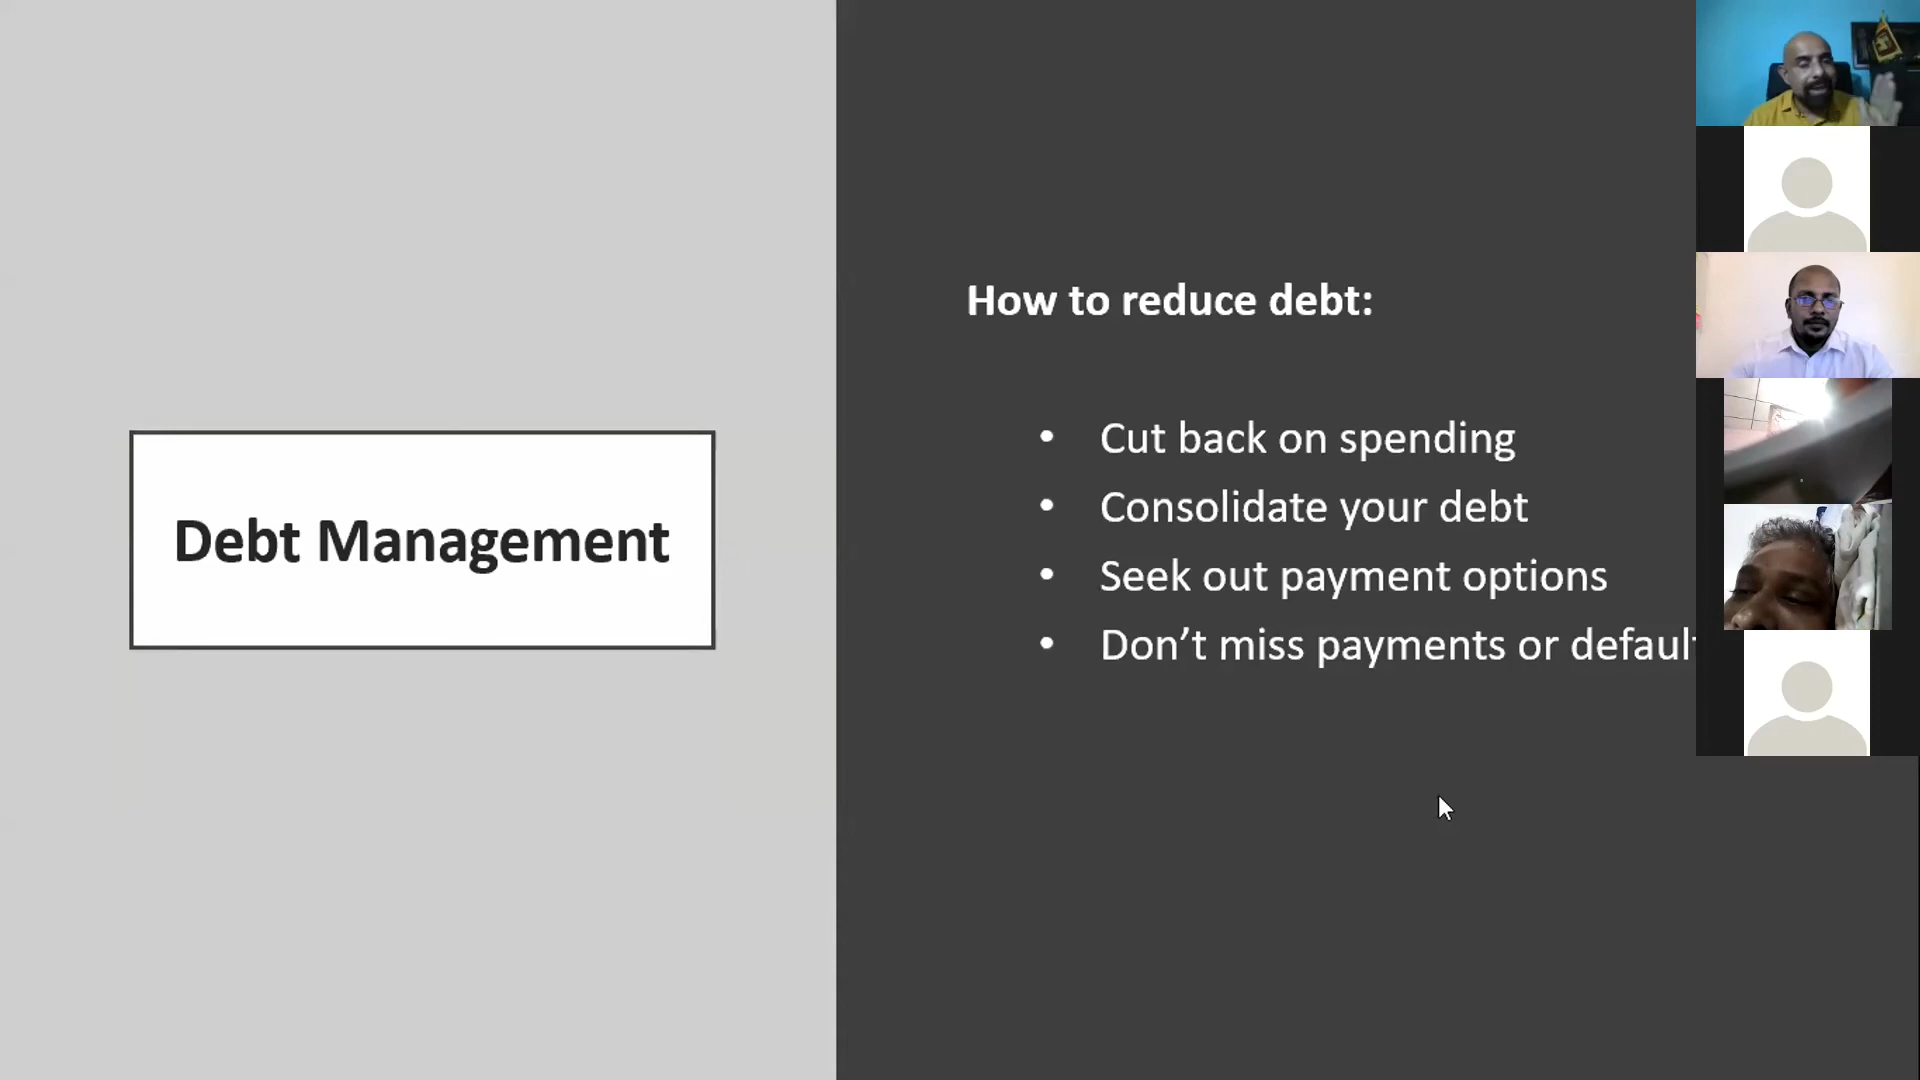 Debt Management
How to reduce debt:
• Cut back on spending
• Consolidate your debt
• Seek out payment options
• Don’t miss payments or default